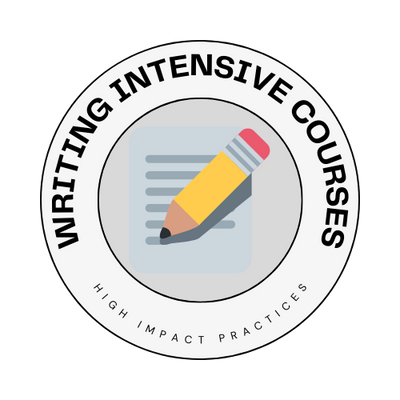 WRITING INTENSIVE COURSES
HIGH IMPACT PRACTICES